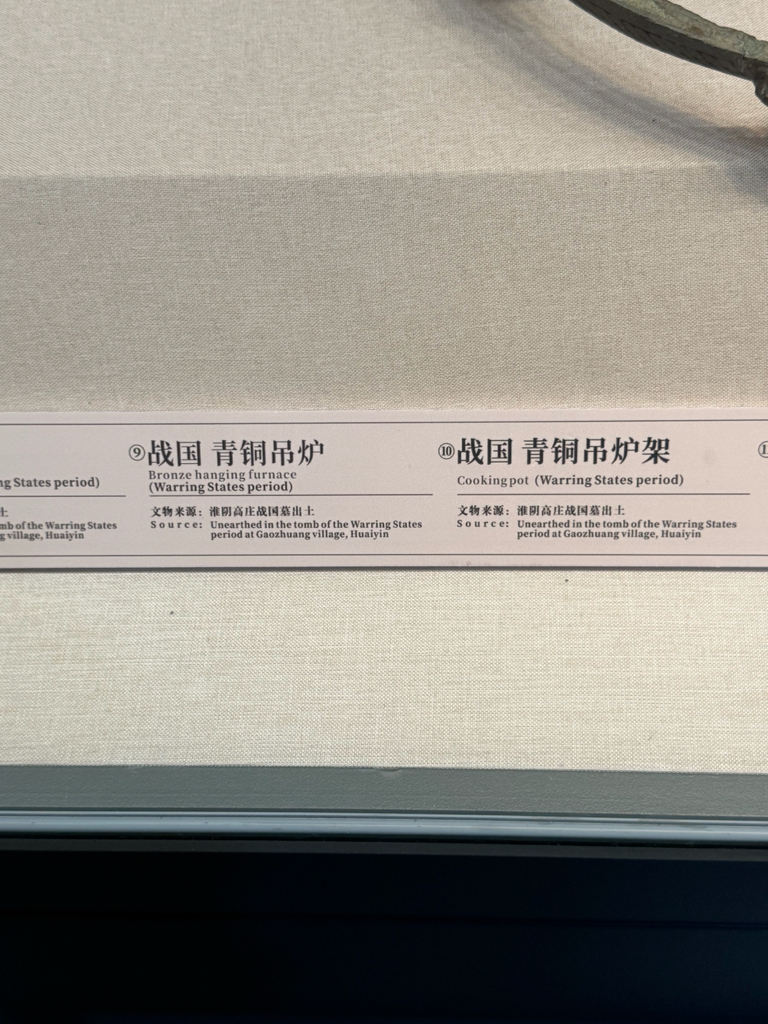 ng States period)
土
mb of the Warring States
g village, Huaiyin
⑨战国 青铜吊炉
Bronze hanging furnace
(Warring States period)
文物来源：淮阴高庄战国墓出土
Source: Unearthed in the tomb of the Warring States
period at Gaozhuang village, Huaiyin
⑩战国 青铜吊炉架
Cooking pot (Warring States period)
文物来源：淮阴高庄战国墓出土
Source: Unearthed in the tomb of the Warring States
period at Gaozhuang village, Huaiyin